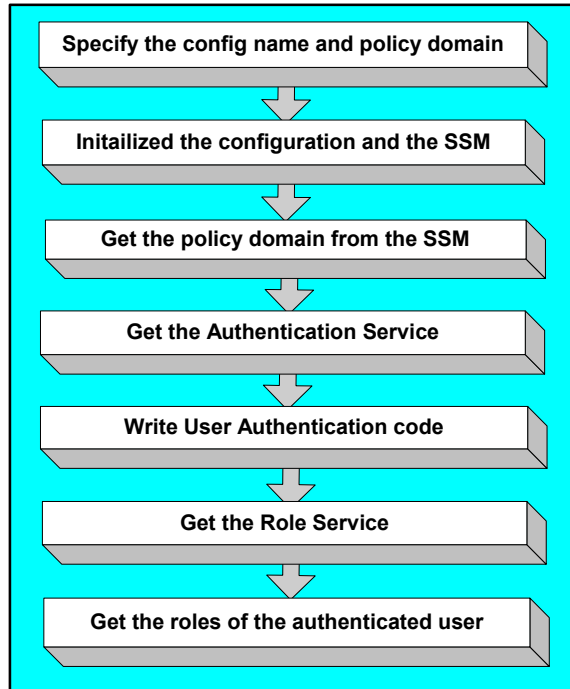 Specify the config name and policy domain
Initailized the configuration and the SSM
Get the policy domain from the SSM
Get the Authentication Service
Write User Authentication code
Get the Role Service
Get the roles of the authenticated user